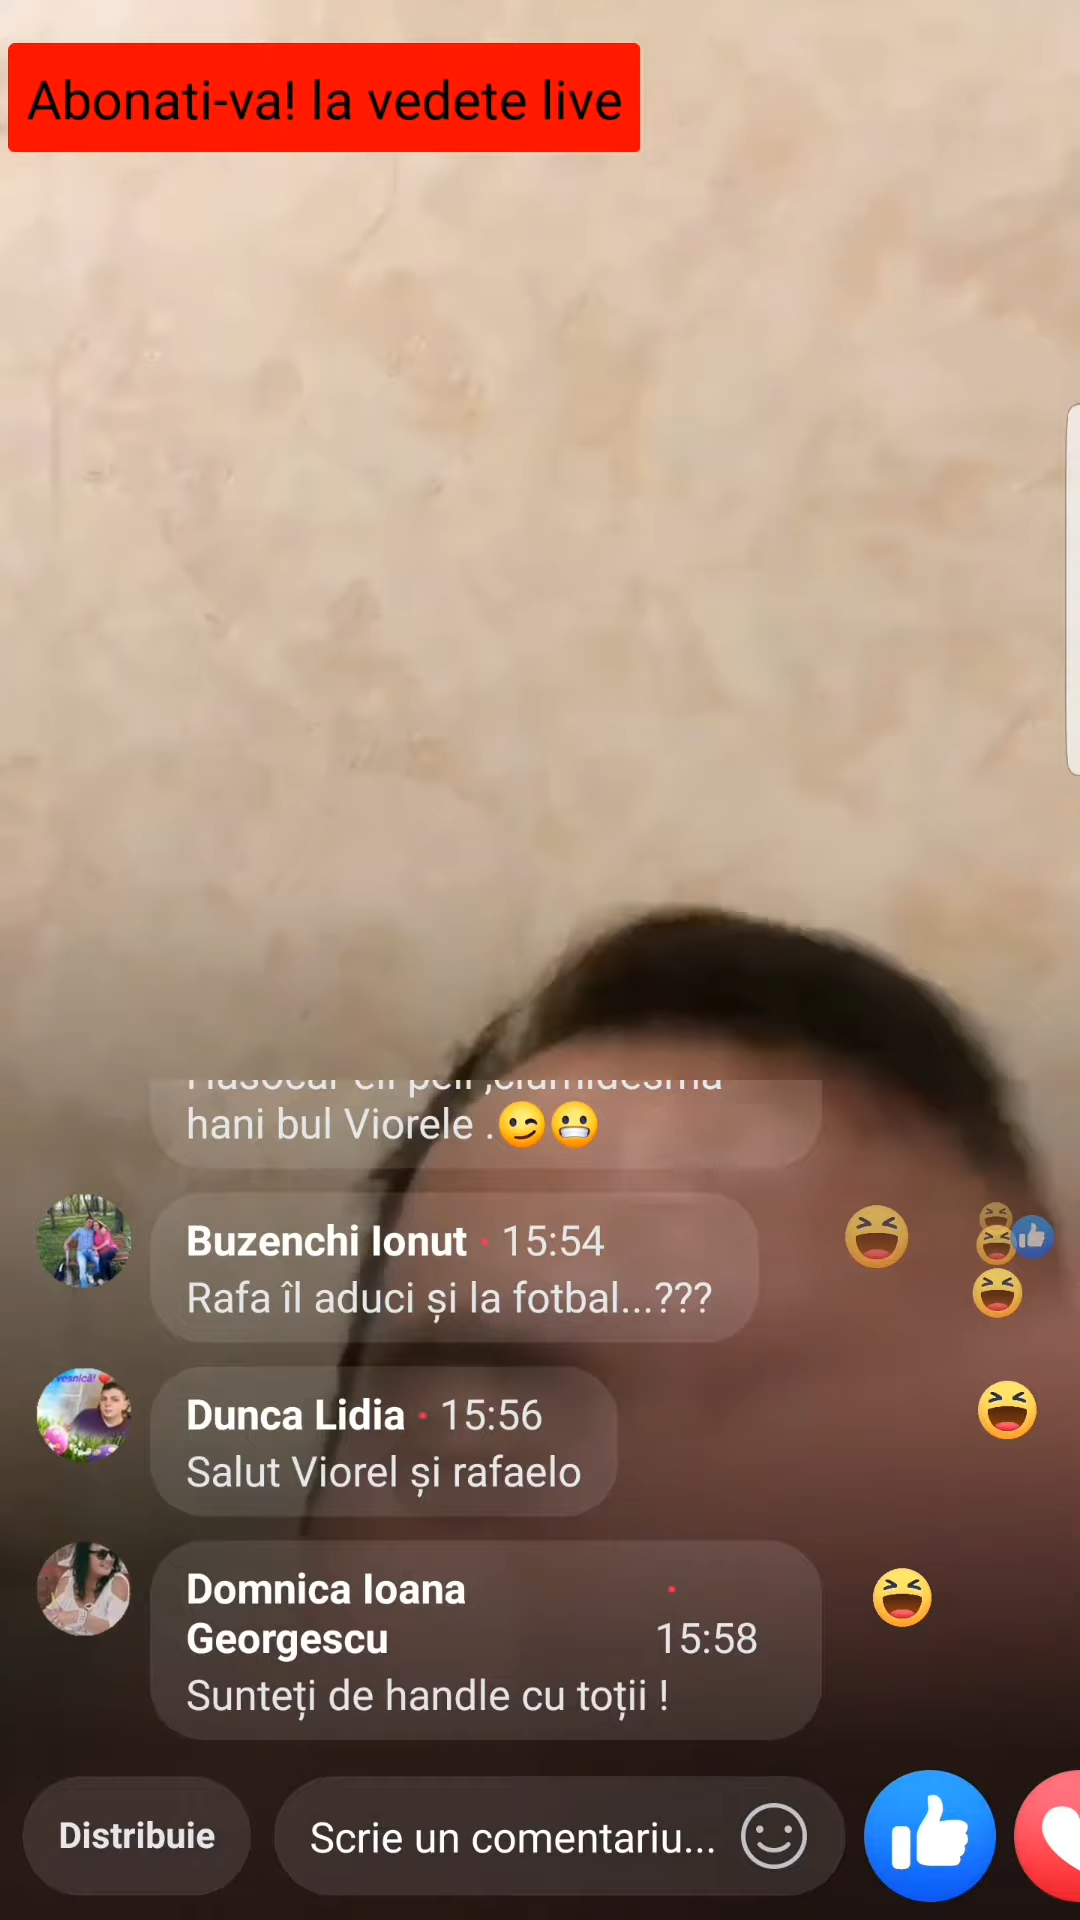 Abonati-va! la vedete live
hani bul Viorele .😉😬
Buzenchi Ionut · 15:54
Rafa îl aduci și la fotbal...???
vesnică!
Dunca Lidia · 15:56
Salut Viorel și rafaelo
Domnica Ioana ·
Georgescu 15:58
Sunteți de handle cu toții !
Distribuie
Scrie un comentariu...